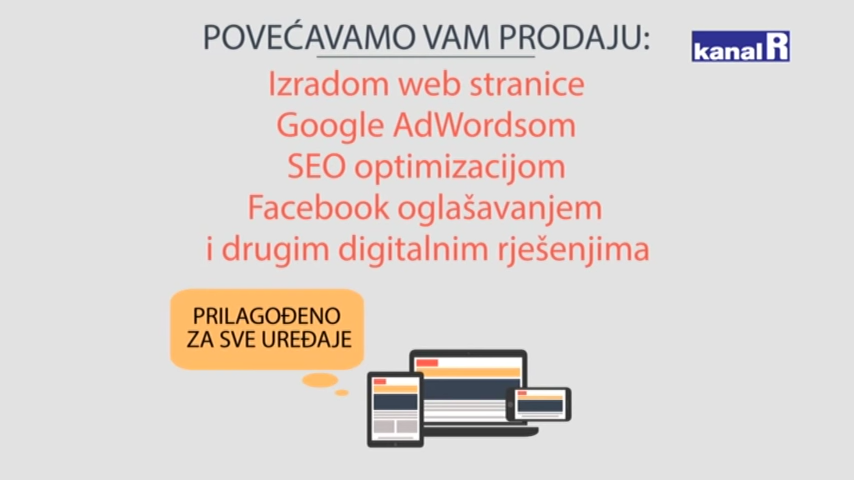 POVEĆAVAMO VAM PRODAJU:
kanal R
Izradom web stranice
Google AdWordsom
SEO optimizacijom
Facebook oglašavanjem
i drugim digitalnim rješenjima
PRILAGOĐENO
ZA SVE UREĐAJE